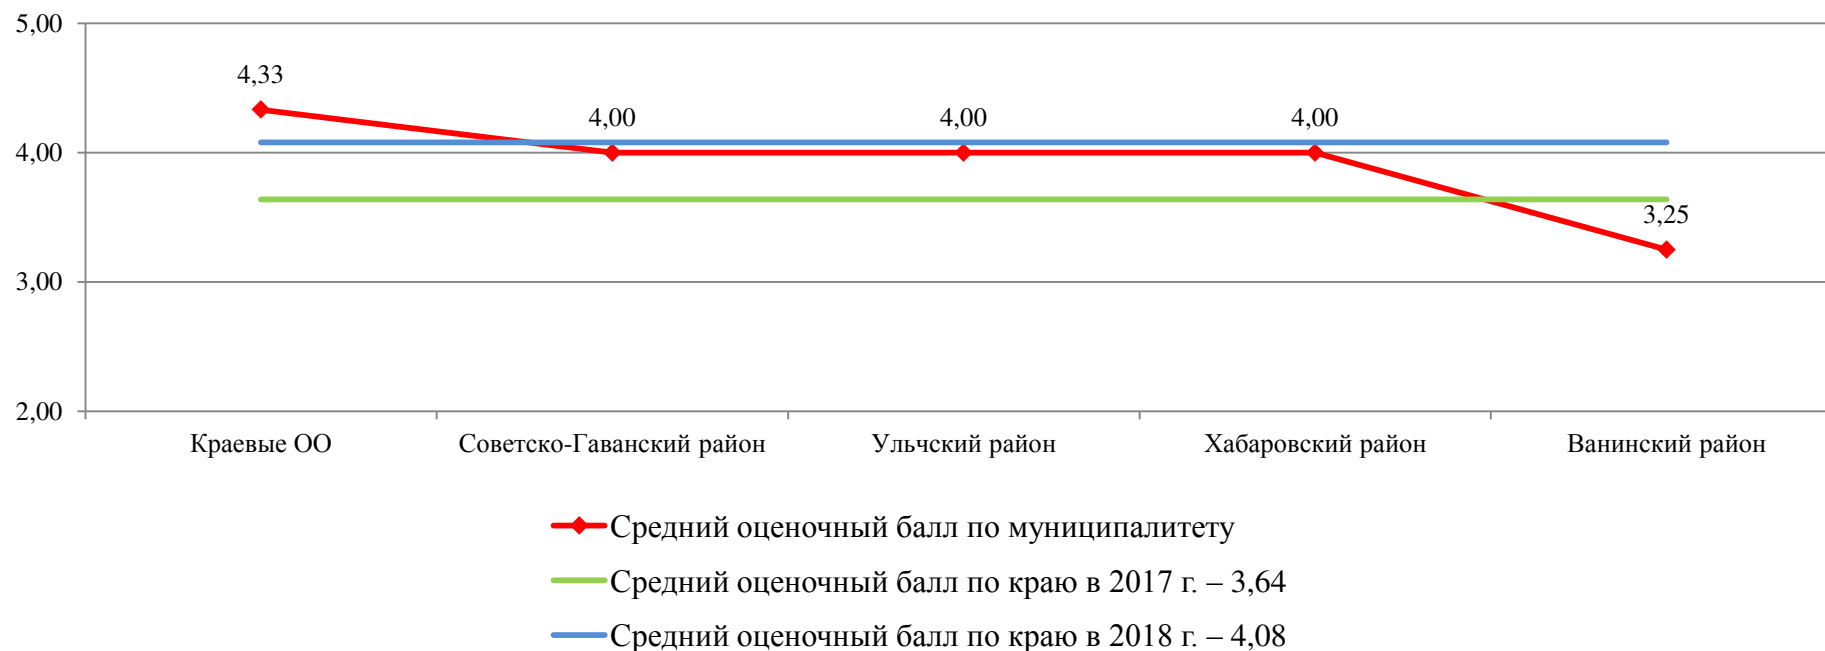 5,00
4,33
4,00
4,00
4,00
4,00
3,25
3,00
2,00
Краевые ОО
Советско-Гаванский район
Ульчский район
Хабаровский район
Ванинский район
Средний оценочный балл по муниципалитету
Средний оценочный балл по краю в 2017 г. – 3,64
Средний оценочный балл по краю в 2018 г. – 4,08